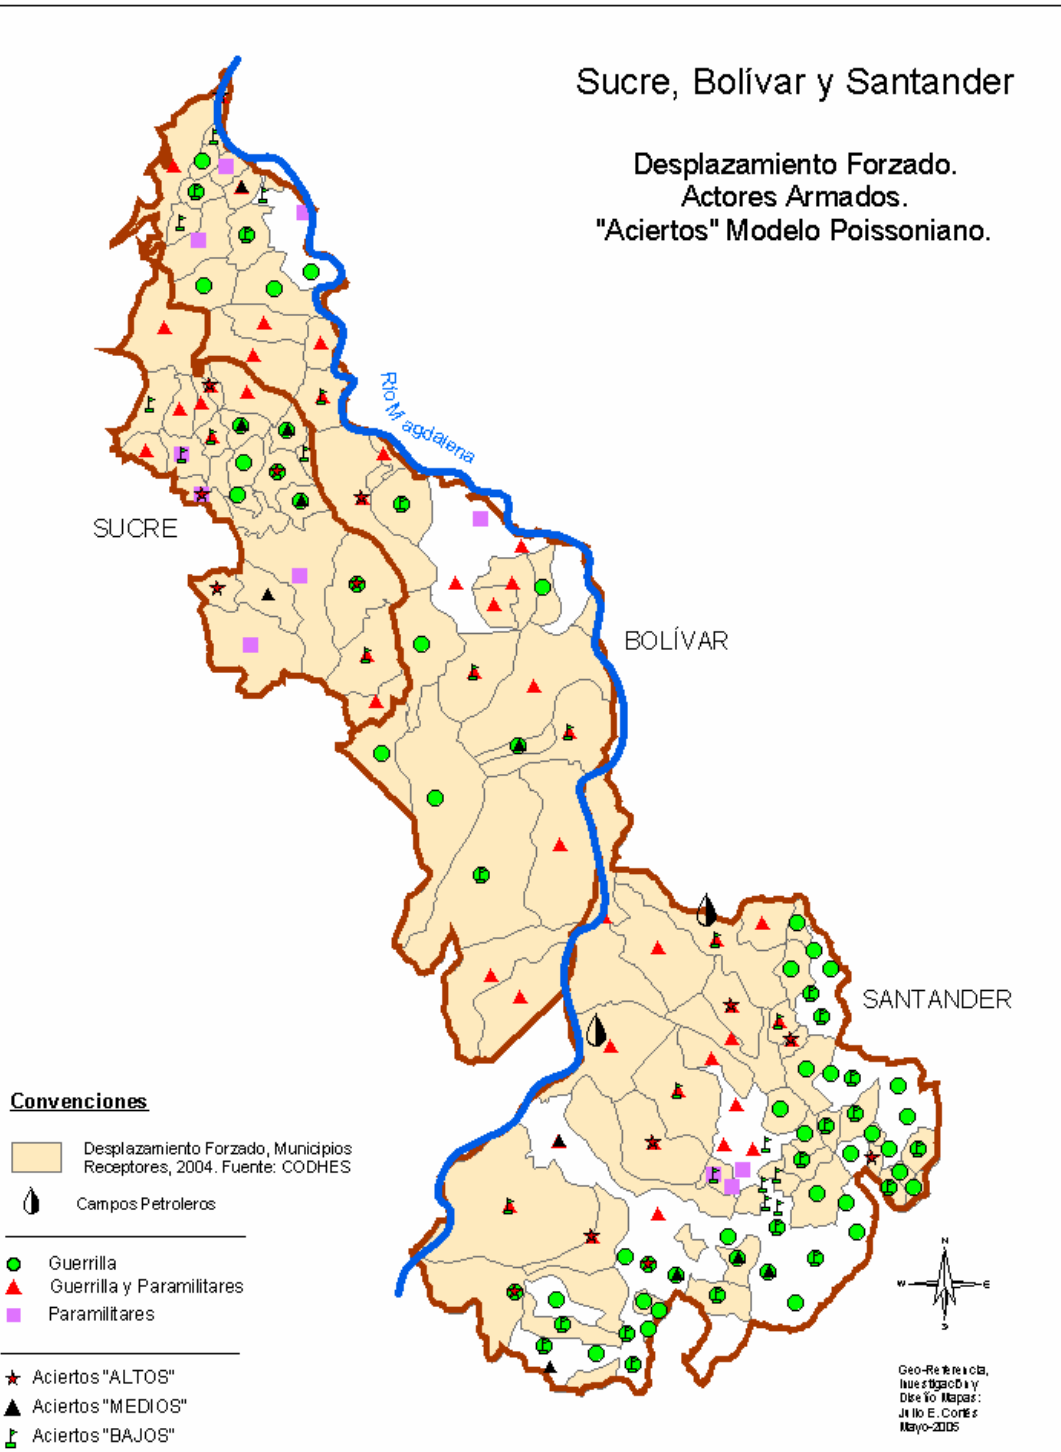 Sucre, Bolívar y Santander
Desplazamiento Forzado.
Actores Armados.
"Aciertos" Modelo Poissoniano.
Río Magdalena
SUCRE
BOLÍVAR
SANTANDER
Convenciones
Desplazamiento Forzado, Municipios
Receptores, 2004. Fuente: CODHES
Campos Petroleros
Guerrilla
Guerrilla y Paramilitares
Paramilitares
Aciertos "ALTOS"
Aciertos "MEDIOS"
Aciertos "BAJOS"
N
W
E
S
Geo-Referencia,
Investigación y
Diseño Mapas:
Julio E. Cortés
Mayo-2005